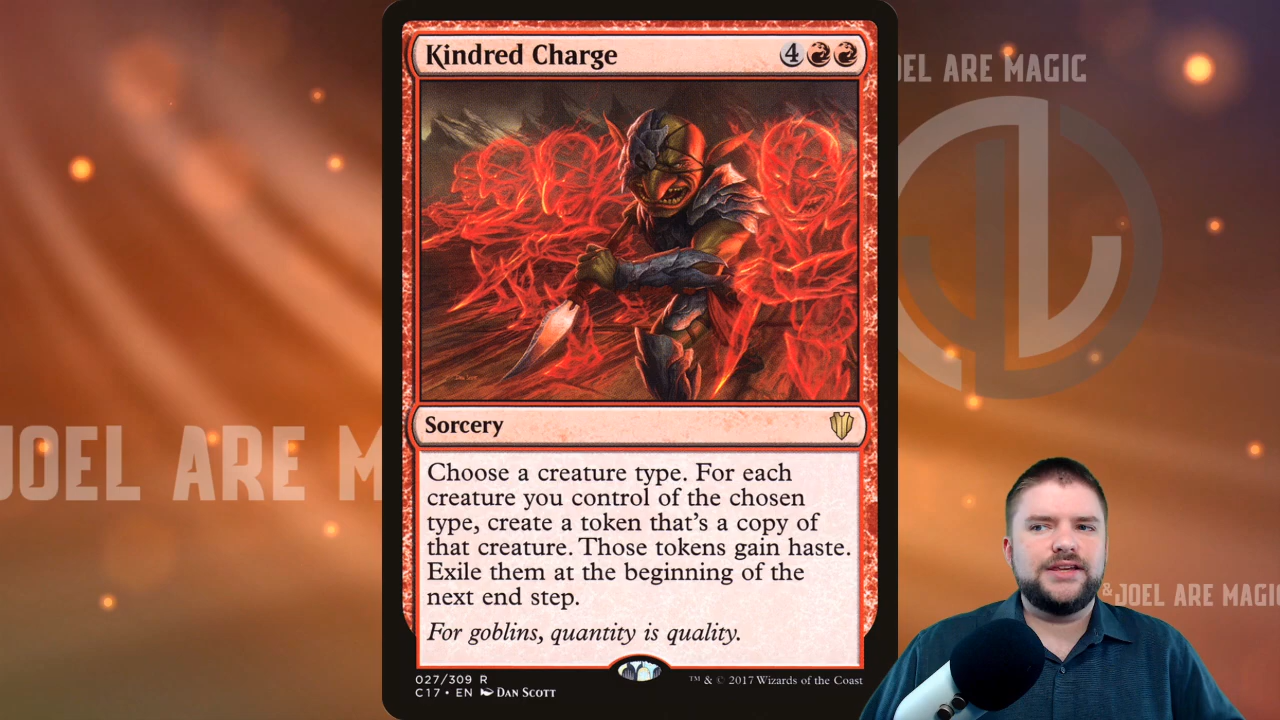 Kindred Charge 4
JOEL ARE MAGIC
JOEL ARE M
Sorcery
Choose a creature type. For each
creature you control of the chosen
type, create a token that's a copy of
that creature. Those tokens gain haste.
Exile them at the beginning of the
next end step.
For goblins, quantity is quality.
& JOEL ARE MAGIC
027/309 R
C17 • EN Dan Scott
™ & © 2017 Wizards of the Coast